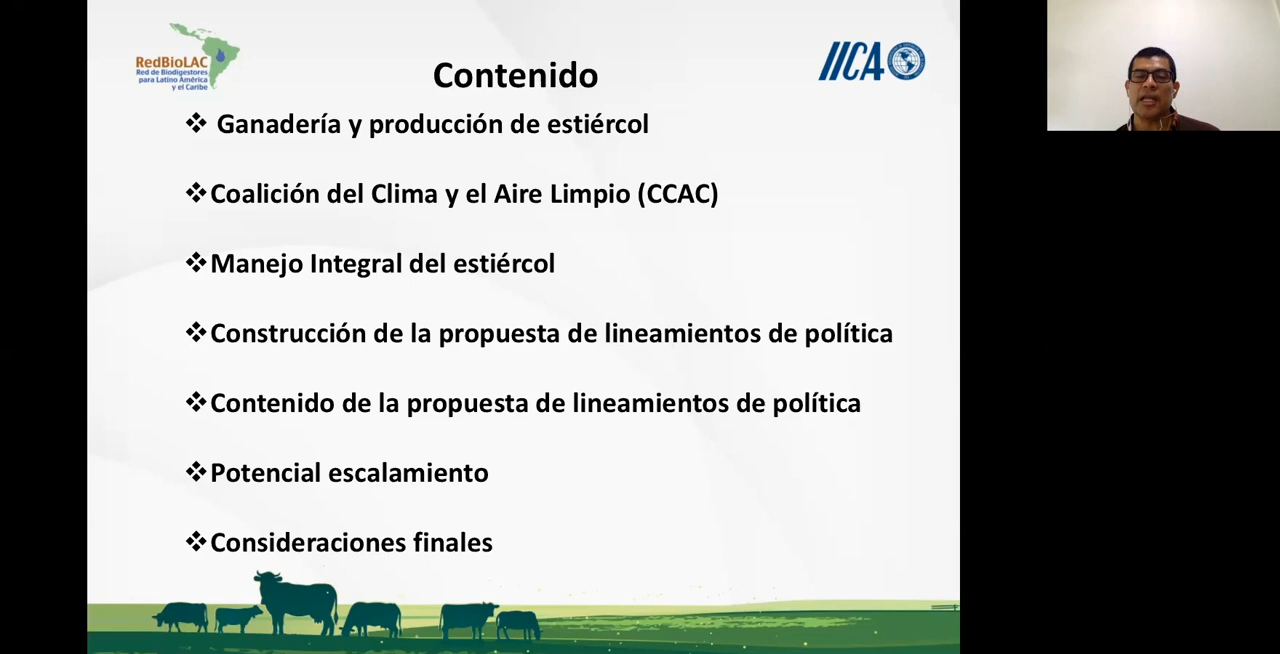 RedBioLAC
Red de Biodigestores
para Latino América
y el Caribe
IICA
Contenido
❖ Ganadería y producción de estiércol
❖Coalición del Clima y el Aire Limpio (CCAC)
❖Manejo Integral del estiércol
❖Construcción de la propuesta de lineamientos de política
❖Contenido de la propuesta de lineamientos de política
❖Potencial escalamiento
❖Consideraciones finales